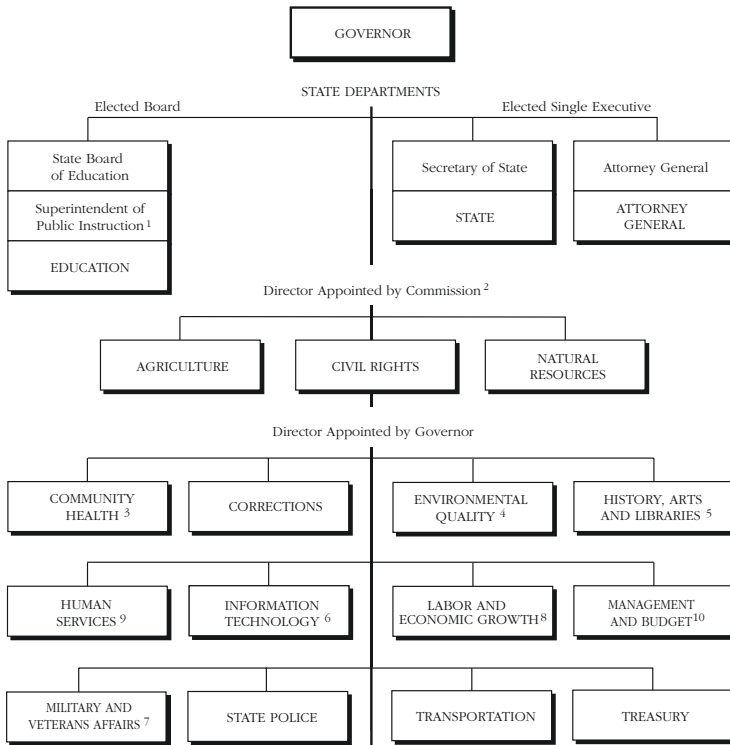 GOVERNOR
STATE DEPARTMENTS
Elected Board
Elected Single Executive
State Board
of Education
Superintendent of
Public Instruction 1
EDUCATION
Secretary of State
STATE
Attorney General
ATTORNEY
GENERAL
Director Appointed by Commission 2
AGRICULTURE
CIVIL RIGHTS
NATURAL
RESOURCES
Director Appointed by Governor
COMMUNITY
HEALTH 3
CORRECTIONS
ENVIRONMENTAL
QUALITY 4
HISTORY, ARTS
AND LIBRARIES 5
HUMAN
SERVICES 9
INFORMATION
TECHNOLOGY 6
LABOR AND
ECONOMIC GROWTH 8
MANAGEMENT
AND BUDGET 10
MILITARY AND
VETERANS AFFAIRS 7
STATE POLICE
TRANSPORTATION
TREASURY